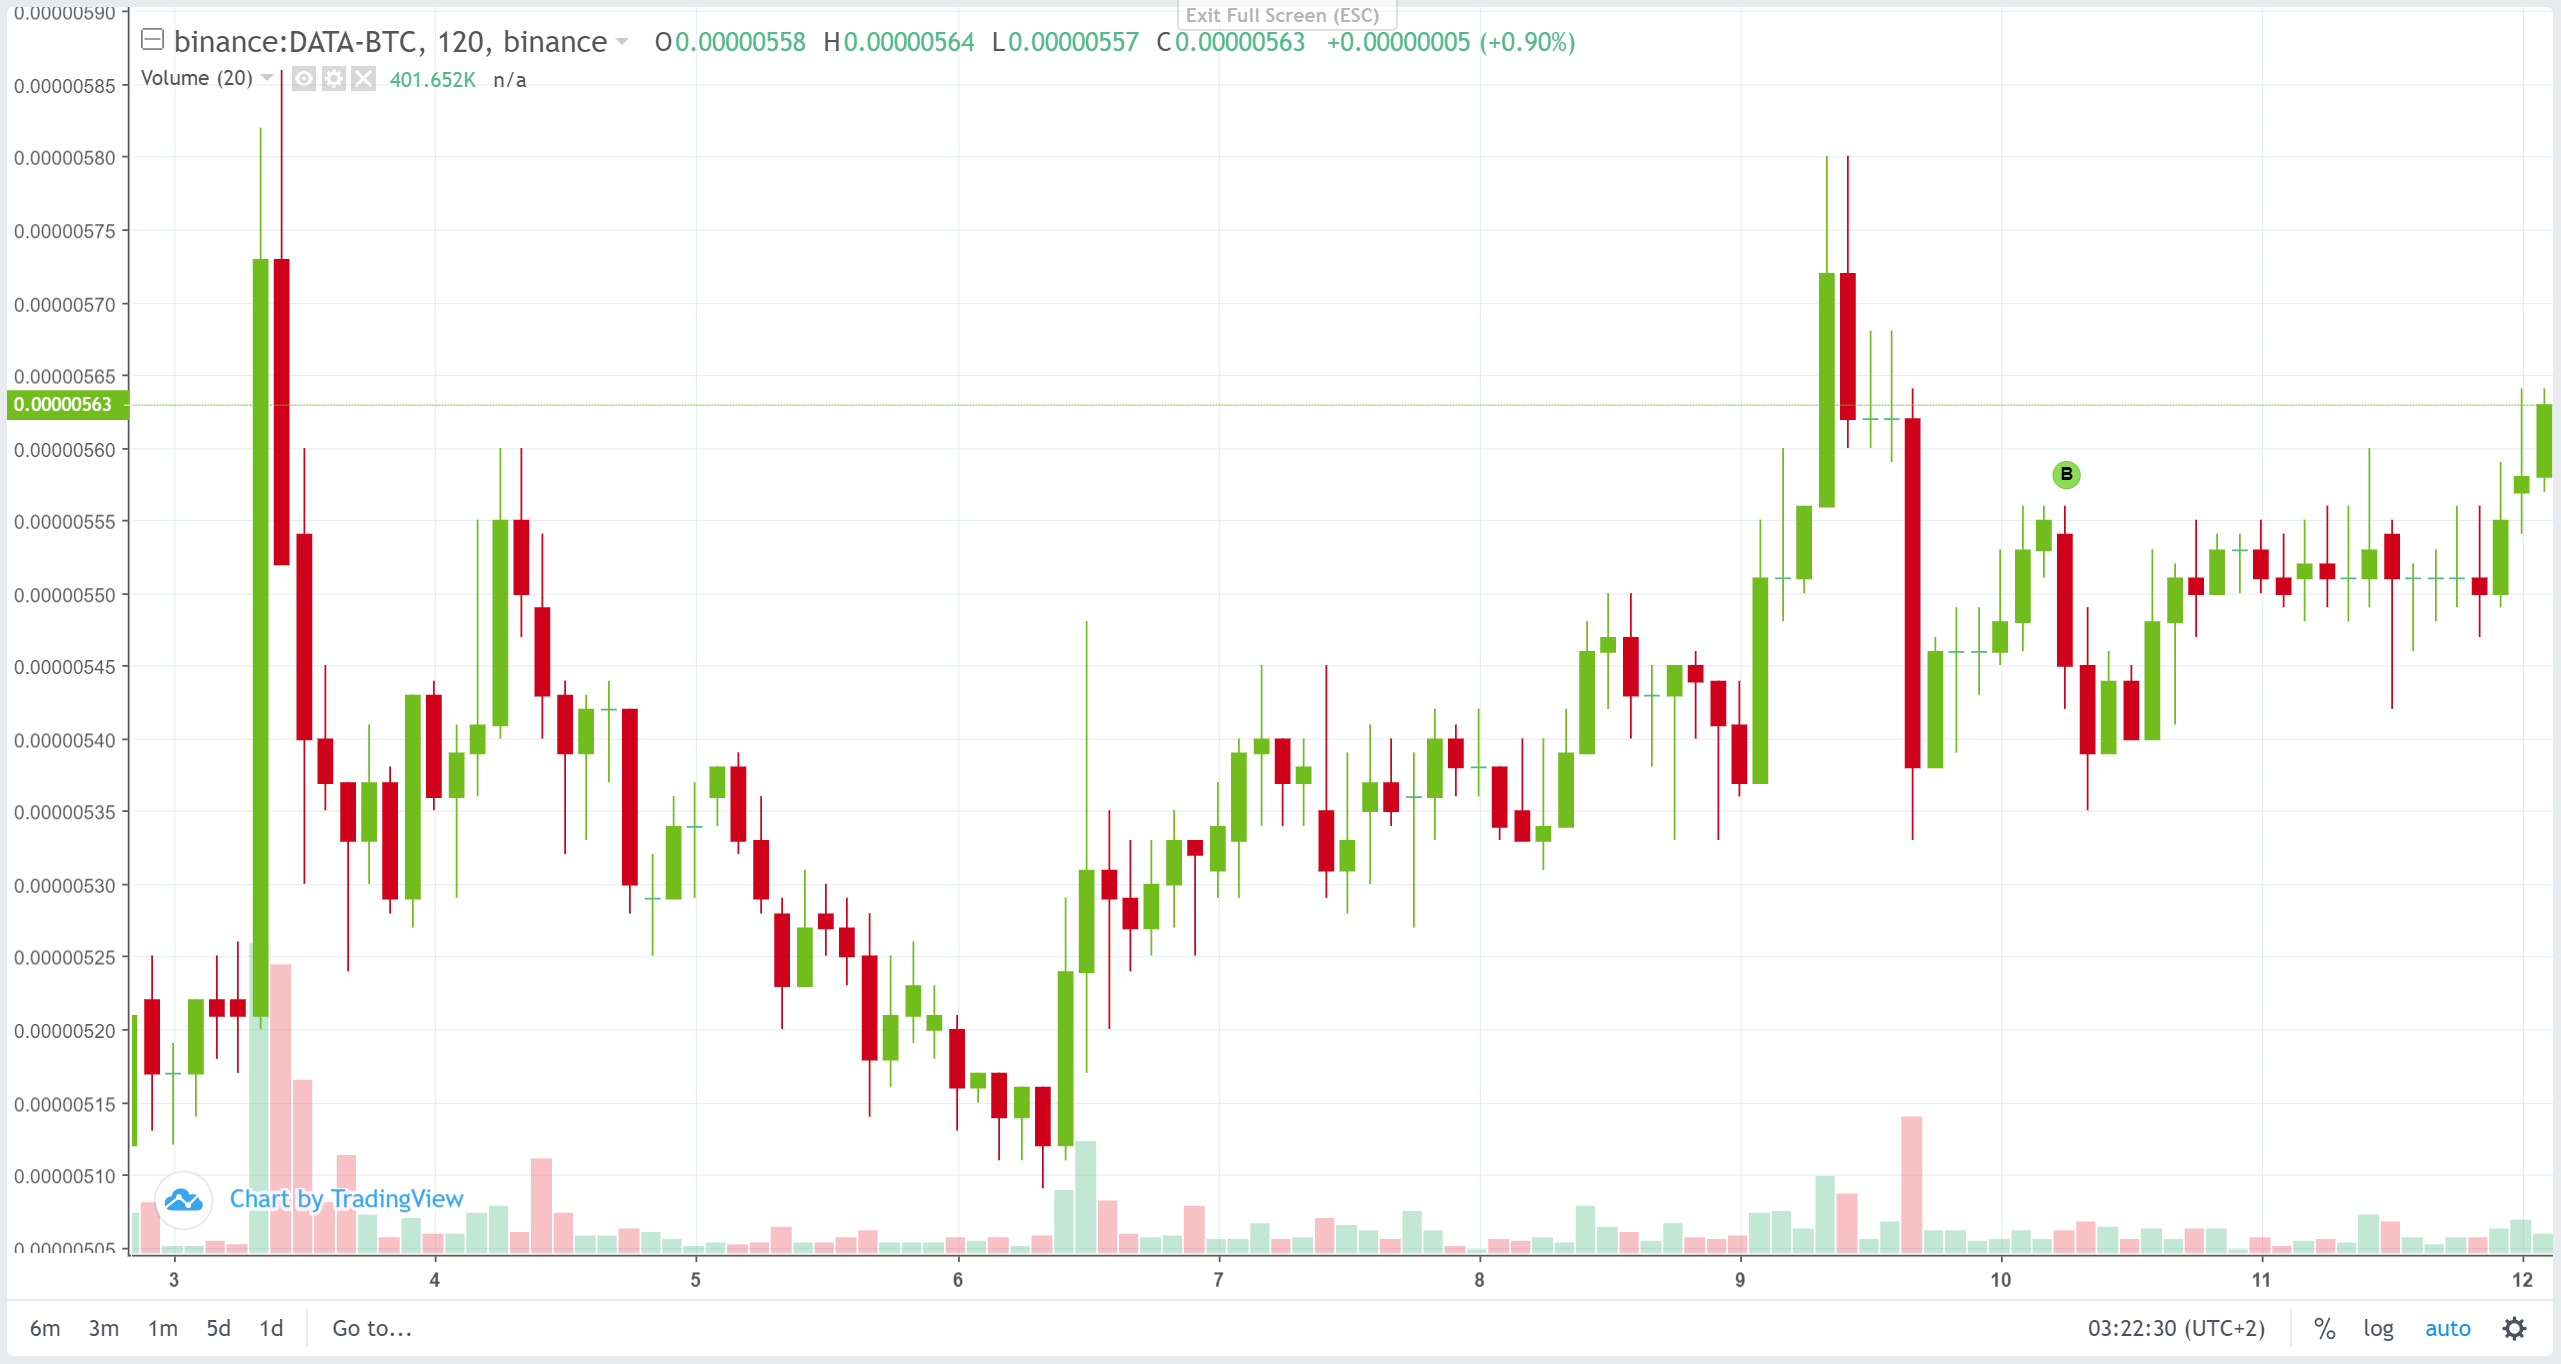 Exit Full Screen (ESC)
binance:DATA-BTC, 120, binance O0.00000558 H0.00000564 L0.00000557 C0.00000563 +0.00000005 (+0.90%)
Volume (20) 401.652K n/a
0.00000590
0.00000585
0.00000580
0.00000575
0.00000570
0.00000565
0.00000563
0.00000560
0.00000555
0.00000550
0.00000545
0.00000540
0.00000535
0.00000530
0.00000525
0.00000520
0.00000515
0.00000510
0.00000505
B
Chart by TradingView
3 4 5 6 7 8 9 10 11 12
6m 3m 1m 5d 1d Go to... 03:22:30 (UTC+2) % log auto